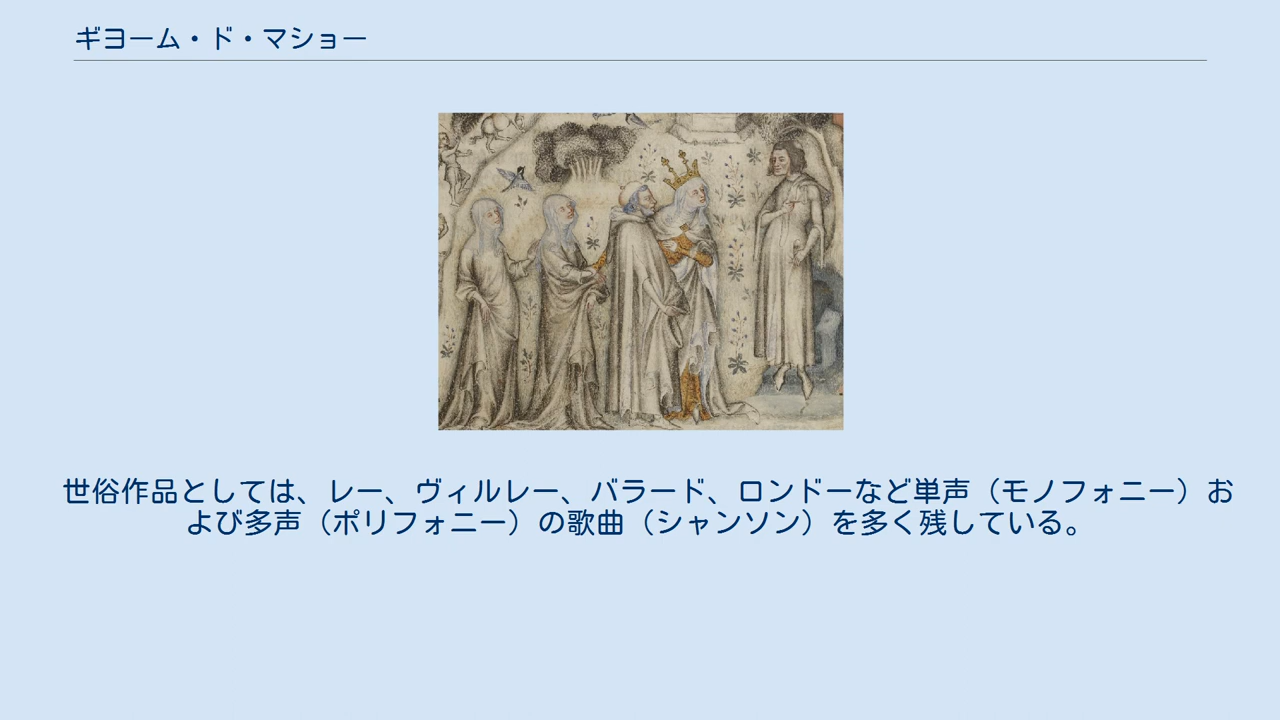 ギヨーム・ド・マショー
世俗作品としては、レー、ヴィルレー、バラード、ロンドーなど単声（モノフォニー）お
よび多声（ポリフォニー）の歌曲（シャンソン）を多く残している。